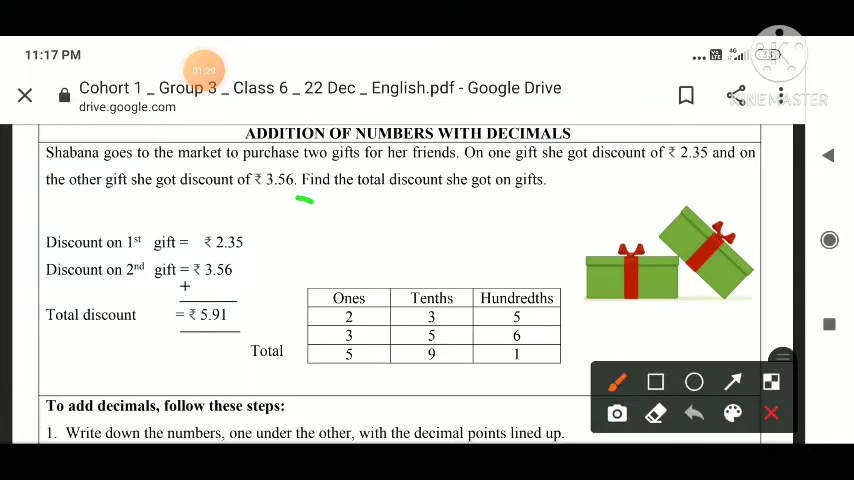 11:17 PM
4G
33
01:29
Cohort 1 _ Group 3 _ Class 6 _ 22 Dec _ English.pdf - Google Drive
drive.google.com
KINEMASTER
ADDITION OF NUMBERS WITH DECIMALS
Shabana goes to the market to purchase two gifts for her friends. On one gift she got discount of ₹ 2.35 and on
the other gift she got discount of ₹ 3.56. Find the total discount she got on gifts.
Discount on 1st gift = ₹ 2.35
Discount on 2nd gift = ₹ 3.56
+
Total discount = ₹ 5.91
Ones Tenths Hundredths
2 3 5
3 5 6
Total 5 9 1
To add decimals, follow these steps:
1. Write down the numbers, one under the other, with the decimal points lined up.